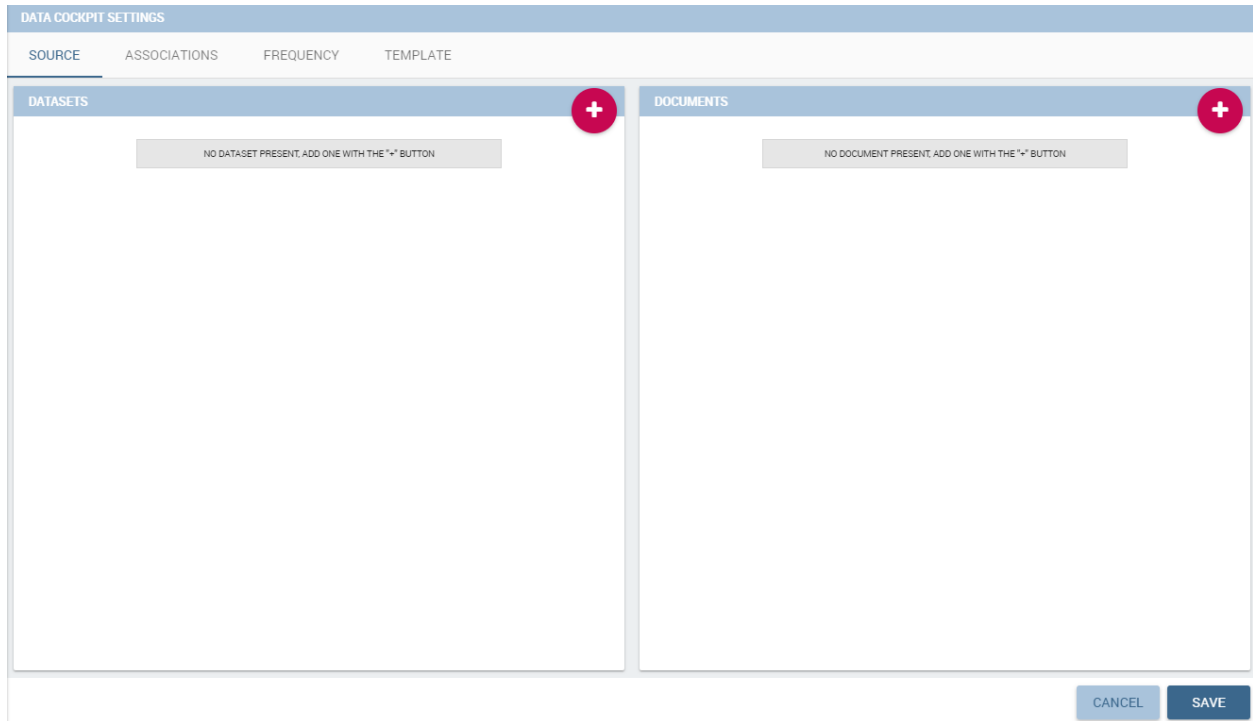 DATA COCKPIT SETTINGS
SOURCE ASSOCIATIONS FREQUENCY TEMPLATE
DATASETS
NO DATASET PRESENT, ADD ONE WITH THE "+" BUTTON
DOCUMENTS
NO DOCUMENT PRESENT, ADD ONE WITH THE "+" BUTTON
CANCEL SAVE